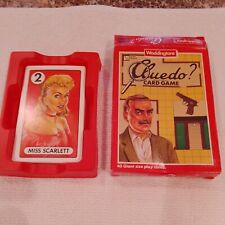 2
MISS SCARLETT
Waddingtons
Cluedo?
CARD GAME
40 Giant size play cards.